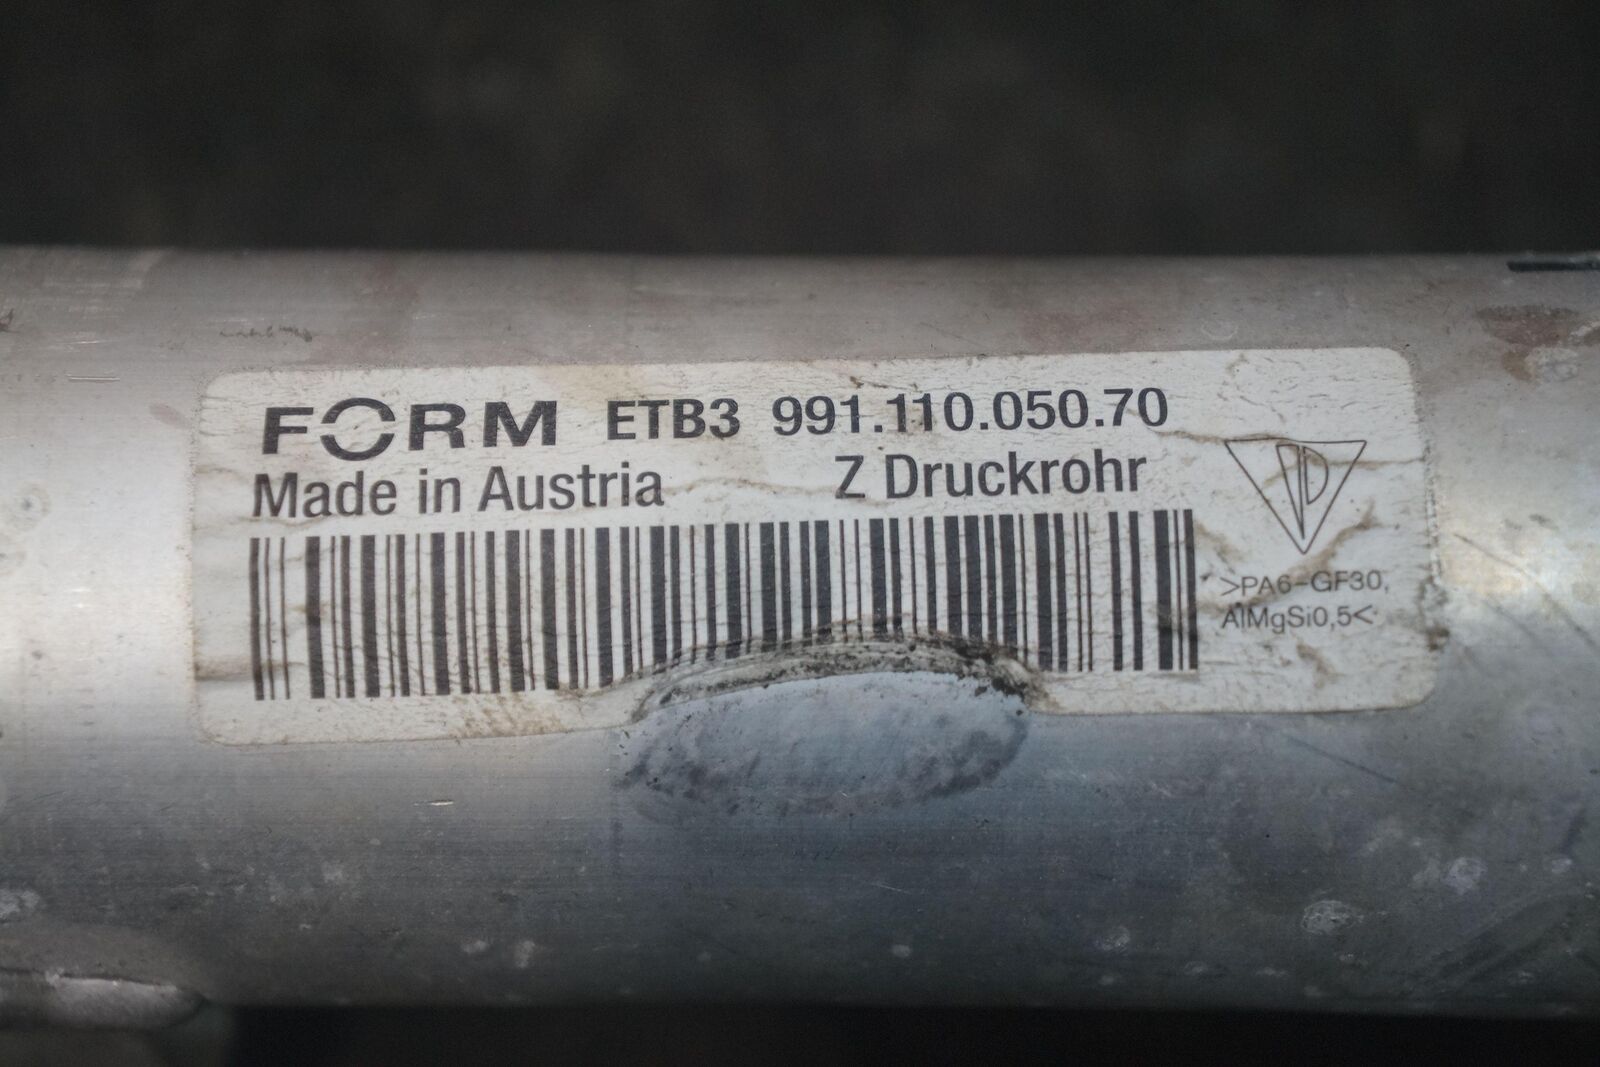 FORM ETB3 991.110.050.70
Made in Austria Z Druckrohr
>PA6-GF30,
AlMgSi0,5<